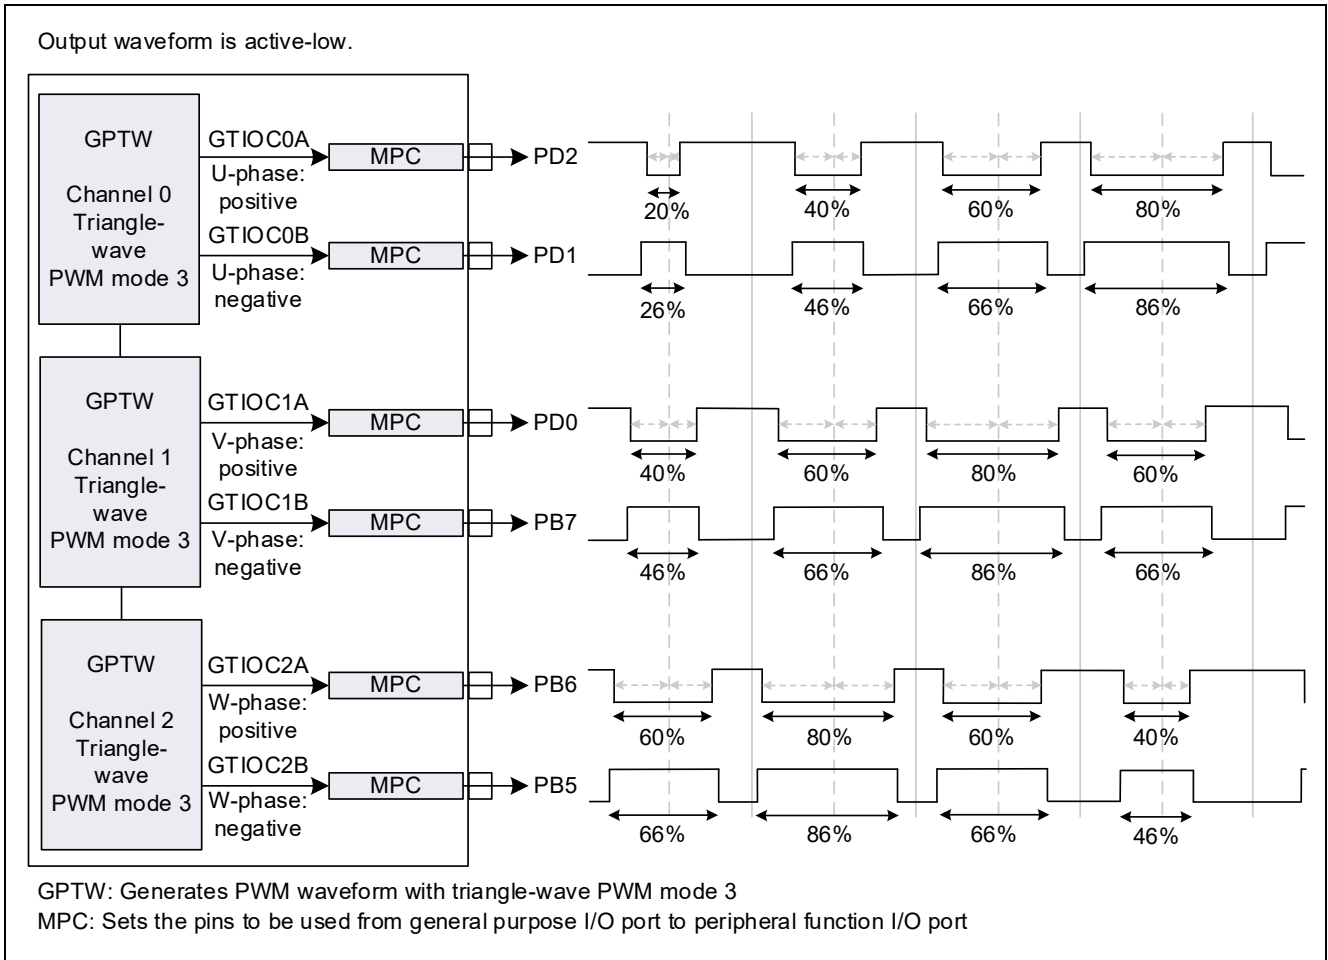 Output waveform is active-low.
GPTW
Channel 0
Triangle-
wave
PWM mode 3
GTIOC0A
U-phase:
positive
MPC
PD2
20%
40%
60%
80%
GTIOC0B
U-phase:
negative
MPC
PD1
26%
46%
66%
86%
GPTW
Channel 1
Triangle-
wave
PWM mode 3
GTIOC1A
V-phase:
positive
MPC
PD0
40%
60%
80%
60%
GTIOC1B
V-phase:
negative
MPC
PB7
46%
66%
86%
66%
GPTW
Channel 2
Triangle-
wave
PWM mode 3
GTIOC2A
W-phase:
positive
MPC
PB6
60%
80%
60%
40%
GTIOC2B
W-phase:
negative
MPC
PB5
66%
86%
66%
46%
GPTW: Generates PWM waveform with triangle-wave PWM mode 3
MPC: Sets the pins to be used from general purpose I/O port to peripheral function I/O port